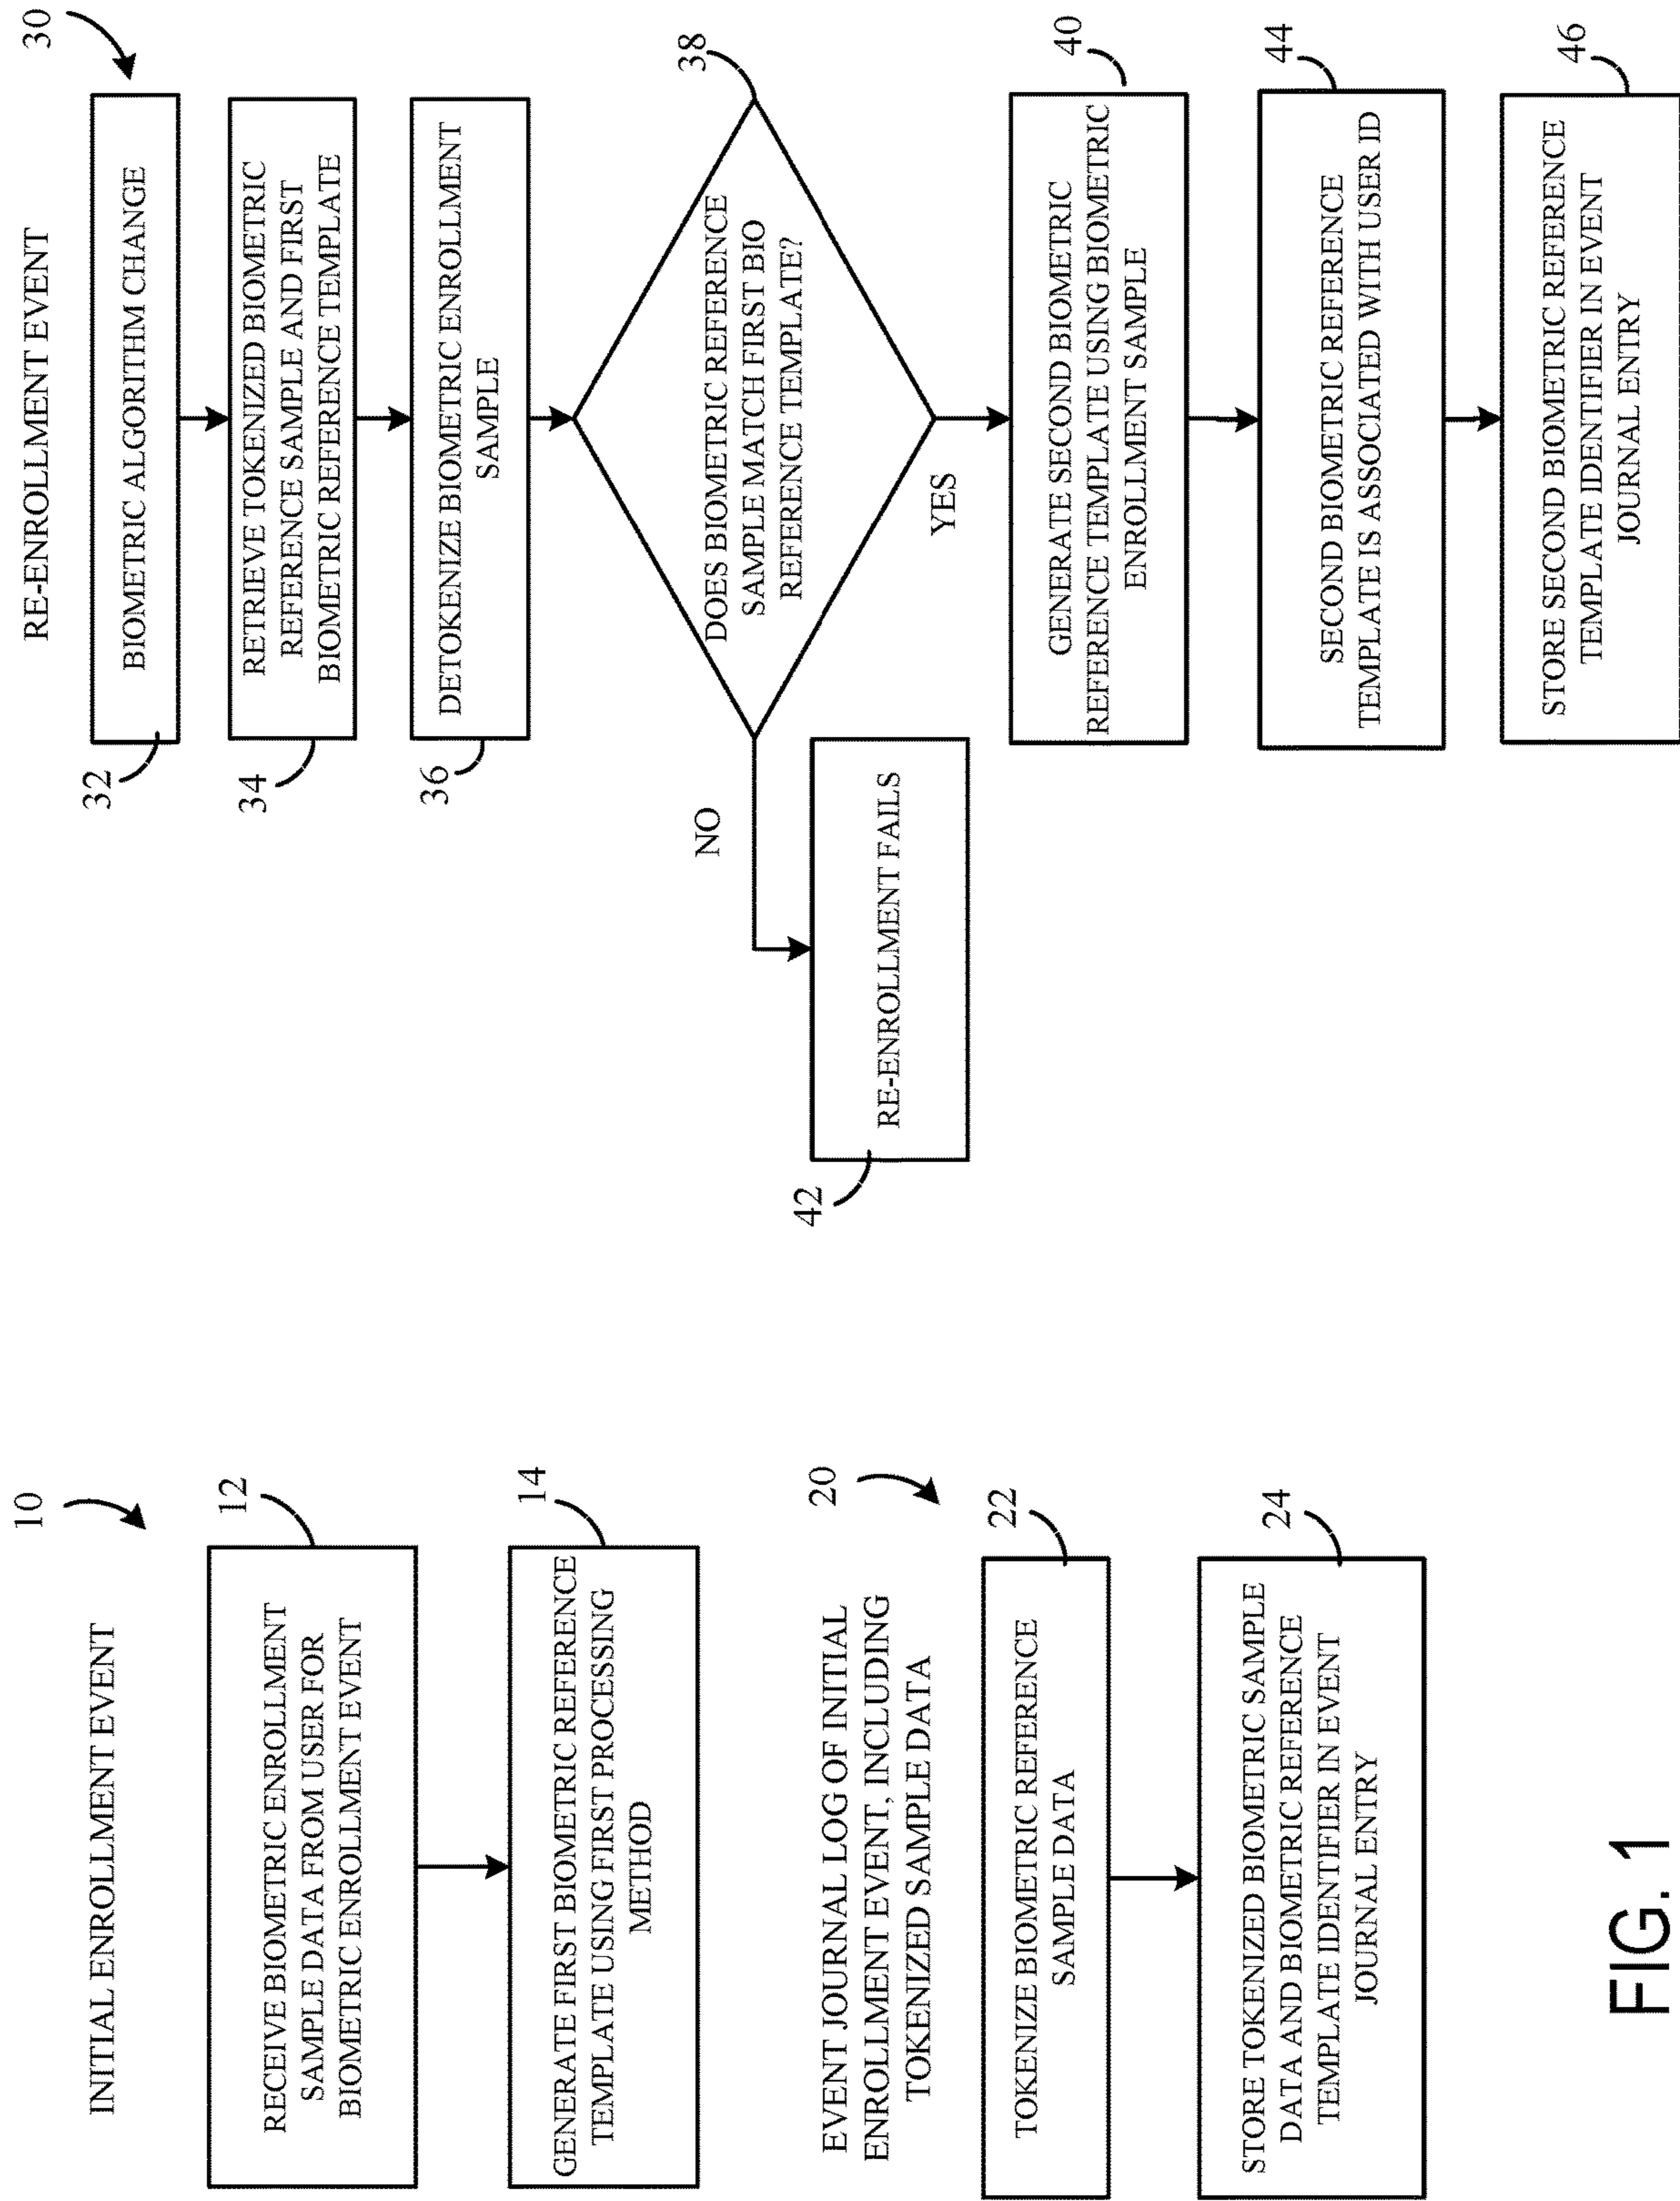 INITIAL ENROLLMENT EVENT
10
RECEIVE BIOMETRIC ENROLLMENT
SAMPLE DATA FROM USER FOR
BIOMETRIC ENROLLMENT EVENT
12
GENERATE FIRST BIOMETRIC REFERENCE
TEMPLATE USING FIRST PROCESSING
METHOD
14
EVENT JOURNAL LOG OF INITIAL
ENROLLMENT EVENT, INCLUDING
TOKENIZED SAMPLE DATA
20
TOKENIZE BIOMETRIC REFERENCE
SAMPLE DATA
22
STORE TOKENIZED BIOMETRIC SAMPLE
DATA AND BIOMETRIC REFERENCE
TEMPLATE IDENTIFIER IN EVENT
JOURNAL ENTRY
24
RE-ENROLLMENT EVENT
30
BIOMETRIC ALGORITHM CHANGE
32
RETRIEVE TOKENIZED BIOMETRIC
REFERENCE SAMPLE AND FIRST
BIOMETRIC REFERENCE TEMPLATE
34
DETOKENIZE BIOMETRIC ENROLLMENT
SAMPLE
36
DOES BIOMETRIC REFERENCE
SAMPLE MATCH FIRST BIO
REFERENCE TEMPLATE?
38
NO
RE-ENROLLMENT FAILS
42
YES
GENERATE SECOND BIOMETRIC
REFERENCE TEMPLATE USING BIOMETRIC
ENROLLMENT SAMPLE
40
SECOND BIOMETRIC REFERENCE
TEMPLATE IS ASSOCIATED WITH USER ID
44
STORE SECOND BIOMETRIC REFERENCE
TEMPLATE IDENTIFIER IN EVENT
JOURNAL ENTRY
46
FIG. 1